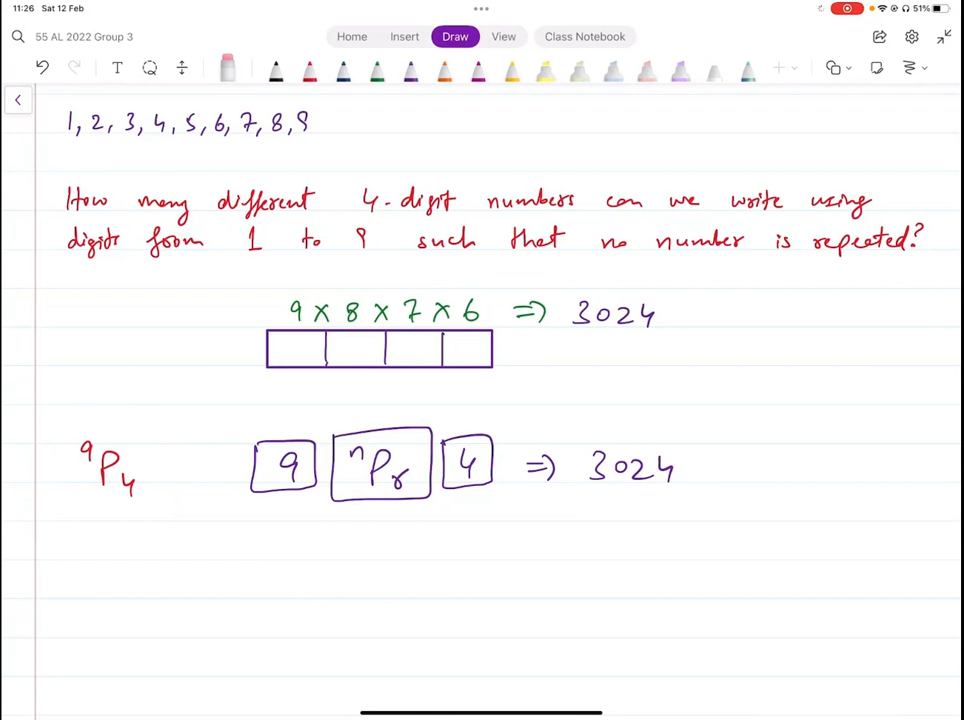 11:26 Sat 12 Feb
51%
55 AL 2022 Group 3
Home Insert Draw View Class Notebook
1, 2, 3, 4, 5, 6, 7, 8, 9
How many different 4-digit numbers can we write using
digits from 1 to 9 such that no number is repeated?
9 × 8 × 7 × 6 ⇒ 3024
⁹P₄ 9 ⁿPᵣ 4 ⇒ 3024